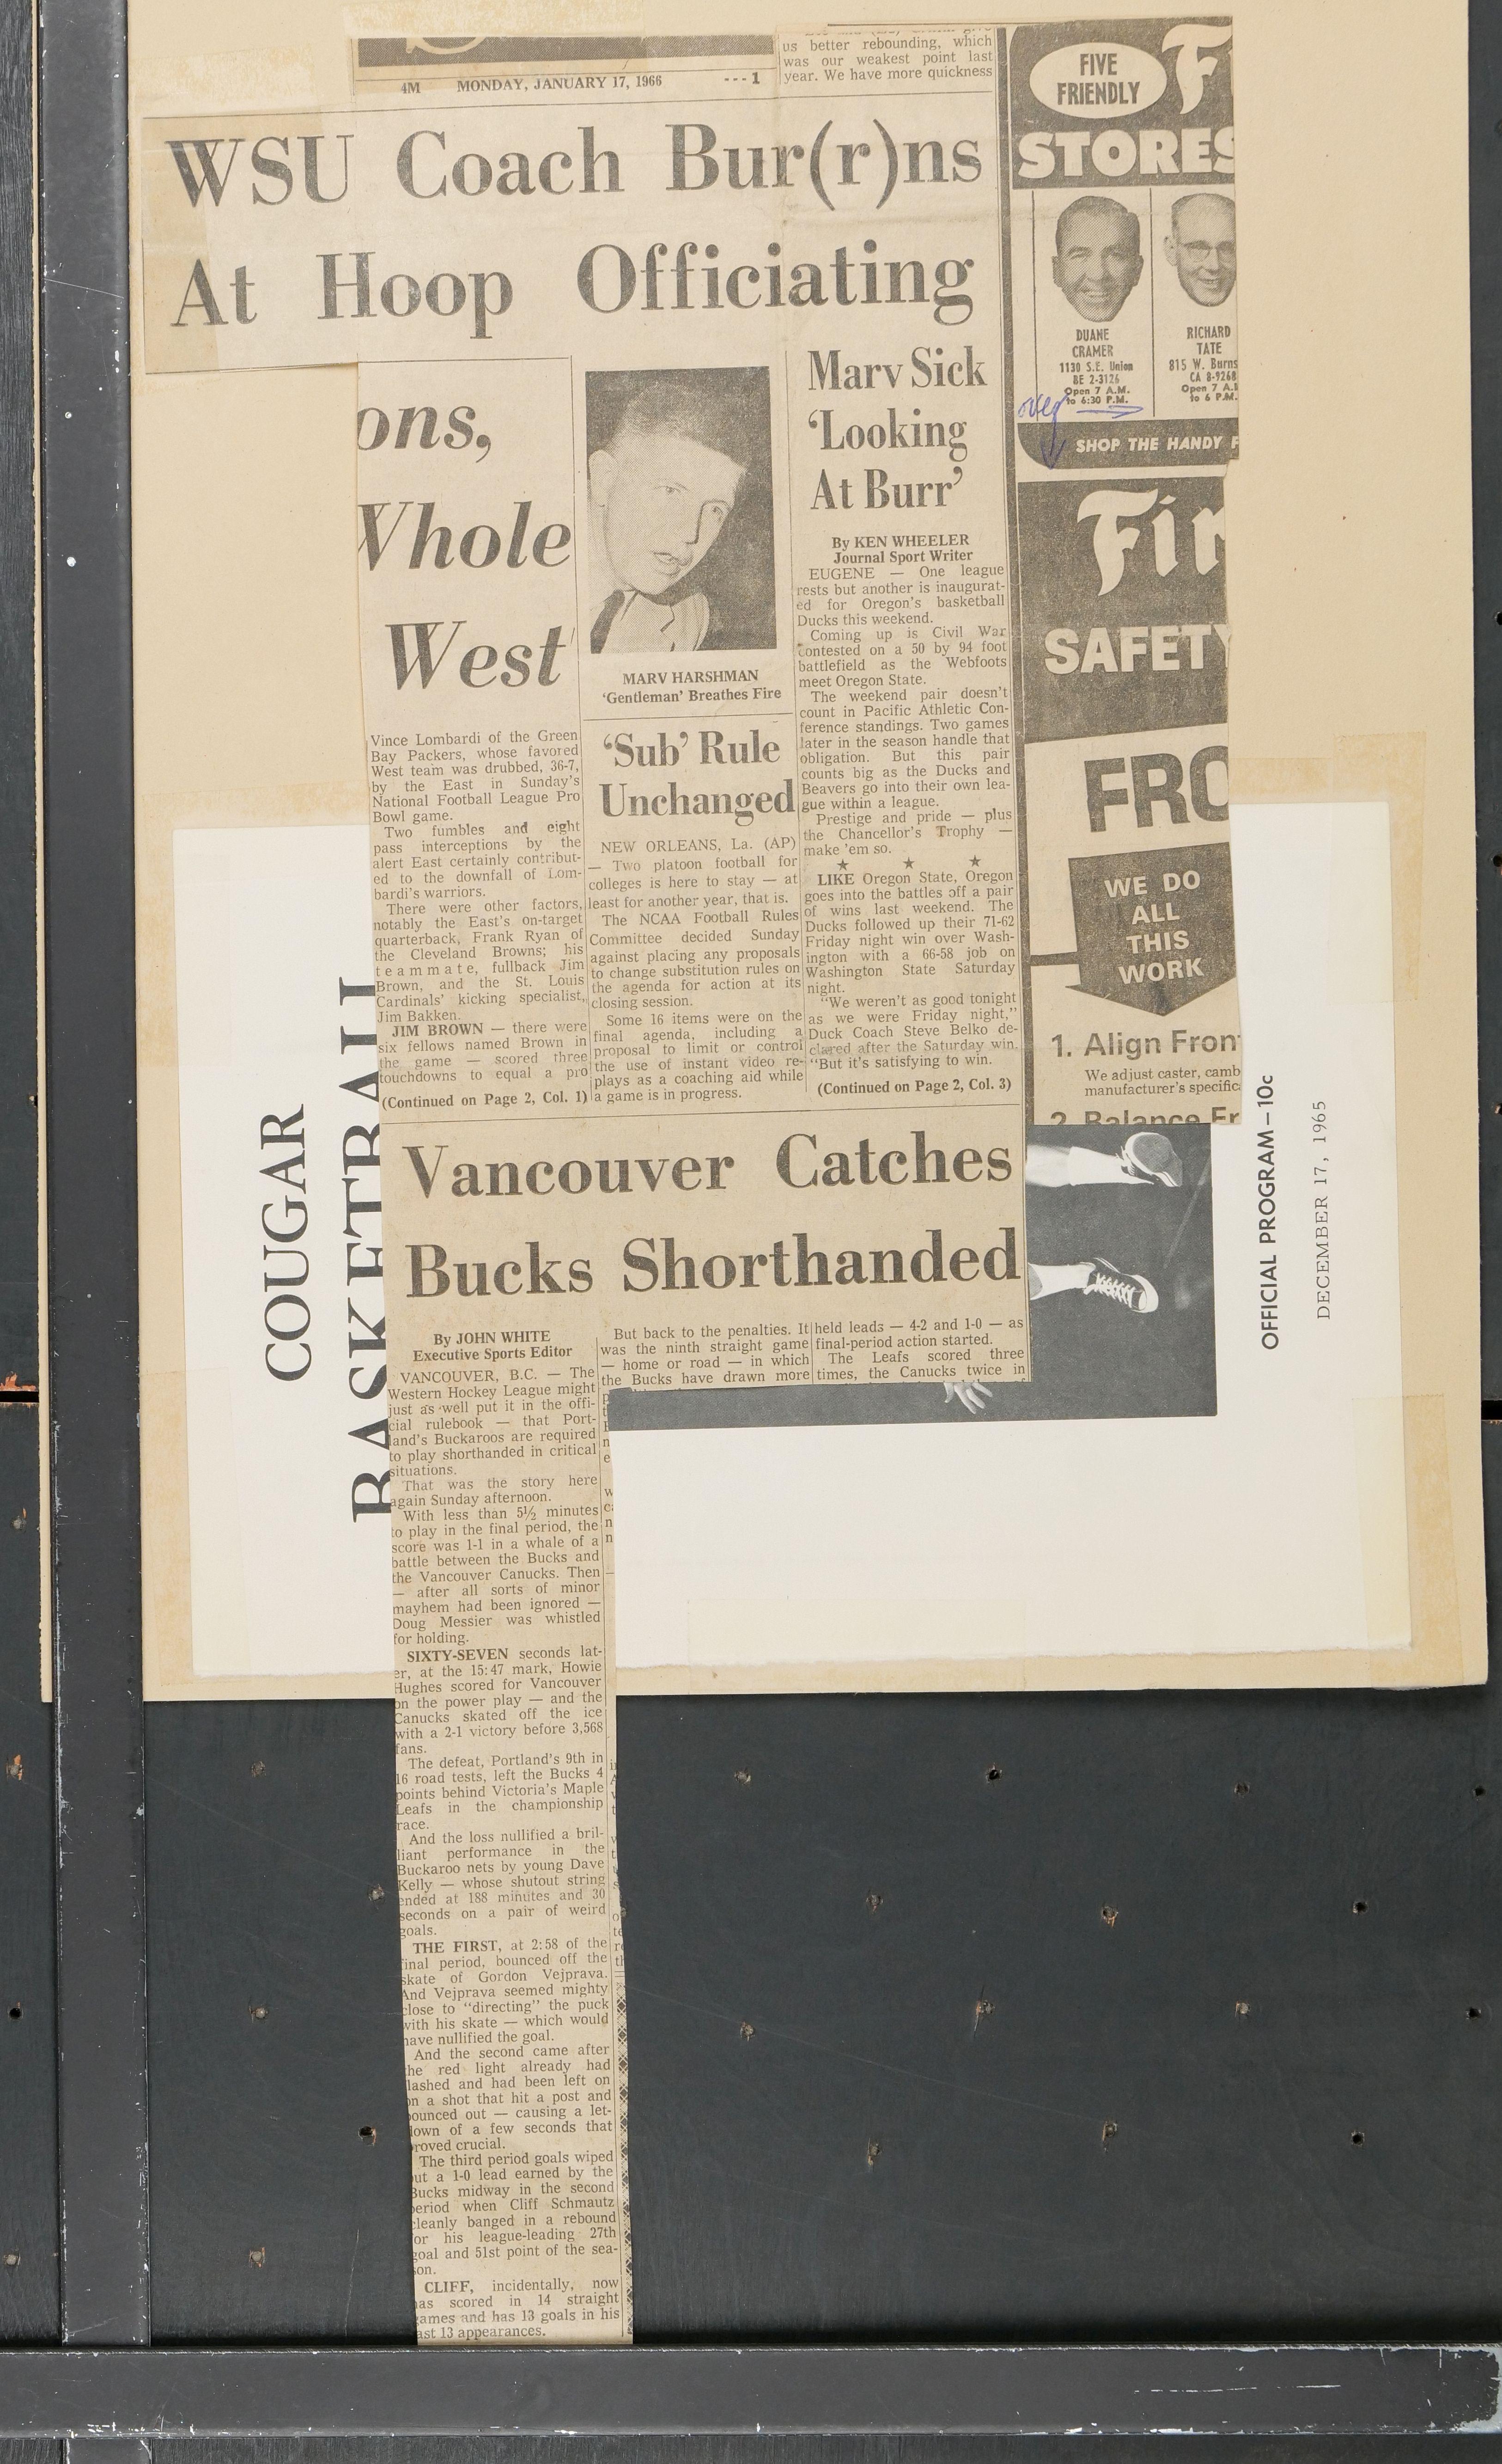 us better rebounding, which
was our weakest point last
year. We have more quickness
4M MONDAY, JANUARY 17, 1966 ---1
WSU Coach Bur(r)ns
At Hoop Officiating
ons,
Whole
West'
Vince Lombardi of the Green
Bay Packers, whose favored
West team was drubbed, 36-7,
by the East in Sunday's
National Football League Pro
Bowl game.
Two fumbles and eight
pass interceptions by the
alert East certainly contribut-
ed to the downfall of Lom-
bardi's warriors.
There were other factors,
notably the East's on-target
quarterback, Frank Ryan of
the Cleveland Browns; his
teammate, fullback Jim
Brown, and the St. Louis
Cardinals' kicking specialist,
Jim Bakken.
JIM BROWN — there were
six fellows named Brown in
the game — scored three
touchdowns to equal a pro
(Continued on Page 2, Col. 1)
MARV HARSHMAN
'Gentleman' Breathes Fire
'Sub' Rule
Unchanged
NEW ORLEANS, La. (AP)
— Two platoon football for
colleges is here to stay — at
least for another year, that is.
The NCAA Football Rules
Committee decided Sunday
against placing any proposals
to change substitution rules on
the agenda for action at its
closing session.
Some 16 items were on the
final agenda, including a
proposal to limit or control
the use of instant video re-
plays as a coaching aid while
a game is in progress.
Marv Sick
'Looking
At Burr'
By KEN WHEELER
Journal Sport Writer
EUGENE — One league
rests but another is inaugurat-
ed for Oregon's basketball
Ducks this weekend.
Coming up is Civil War
contested on a 50 by 94 foot
battlefield as the Webfoots
meet Oregon State.
The weekend pair doesn't
count in Pacific Athletic Con-
ference standings. Two games
later in the season handle that
obligation. But this pair
counts big as the Ducks and
Beavers go into their own lea-
gue within a league.
Prestige and pride — plus
the Chancellor's Trophy —
make 'em so.
★ ★ ★
LIKE Oregon State, Oregon
goes into the battles off a pair
of wins last weekend. The
Ducks followed up their 71-62
Friday night win over Wash-
ington with a 66-58 job on
Washington State Saturday
night.
"We weren't as good tonight
as we were Friday night,"
Duck Coach Steve Belko de-
clared after the Saturday win.
"But it's satisfying to win.
(Continued on Page 2, Col. 3)
FIVE
FRIENDLY
STORES
DUANE
CRAMER
1130 S.E. Union
BE 2-3126
Open 7 A.M.
to 6:30 P.M.
RICHARD
TATE
815 W. Burns
CA 8-9268
Open 7 A.
to 6 P.M.
over
SHOP THE HANDY F
Fir
SAFETY
FRO
WE DO
ALL
THIS
WORK
1. Align Fron
We adjust caster, camb
manufacturer's specific
2. Balance Fr
Vancouver Catches
Bucks Shorthanded
By JOHN WHITE
Executive Sports Editor
VANCOUVER, B.C. — The
Western Hockey League might
just as well put it in the offi-
cial rulebook — that Port-
land's Buckaroos are required
to play shorthanded in critical
situations.
That was the story here
again Sunday afternoon.
With less than 5½ minutes
to play in the final period, the
score was 1-1 in a whale of a
battle between the Bucks and
the Vancouver Canucks. Then
— after all sorts of minor
mayhem had been ignored —
Doug Messier was whistled
for holding.
SIXTY-SEVEN seconds lat-
er, at the 15:47 mark, Howie
Hughes scored for Vancouver
on the power play — and the
Canucks skated off the ice
with a 2-1 victory before 3,568
fans.
The defeat, Portland's 9th in
16 road tests, left the Bucks 4
points behind Victoria's Maple
Leafs in the championship
race.
And the loss nullified a bril-
liant performance in the
Buckaroo nets by young Dave
Kelly — whose shutout string
ended at 188 minutes and 30
seconds on a pair of weird
goals.
THE FIRST, at 2:58 of the
final period, bounced off the
skate of Gordon Vejprava.
And Vejprava seemed mighty
close to "directing" the puck
with his skate — which would
have nullified the goal.
And the second came after
the red light already had
lashed and had been left on
on a shot that hit a post and
bounced out — causing a let-
down of a few seconds that
proved crucial.
The third period goals wiped
out a 1-0 lead earned by the
Bucks midway in the second
period when Cliff Schmautz
cleanly banged in a rebound
for his league-leading 27th
goal and 51st point of the sea-
son.
CLIFF, incidentally, now
has scored in 14 straight
games and has 13 goals in his
last 13 appearances.
But back to the penalties. It
was the ninth straight game
— home or road — in which
the Bucks have drawn more
held leads — 4-2 and 1-0 — as
final-period action started.
The Leafs scored three
times, the Canucks twice in
COUGAR
BASKETBALL
OFFICIAL PROGRAM—10c
DECEMBER 17, 1965